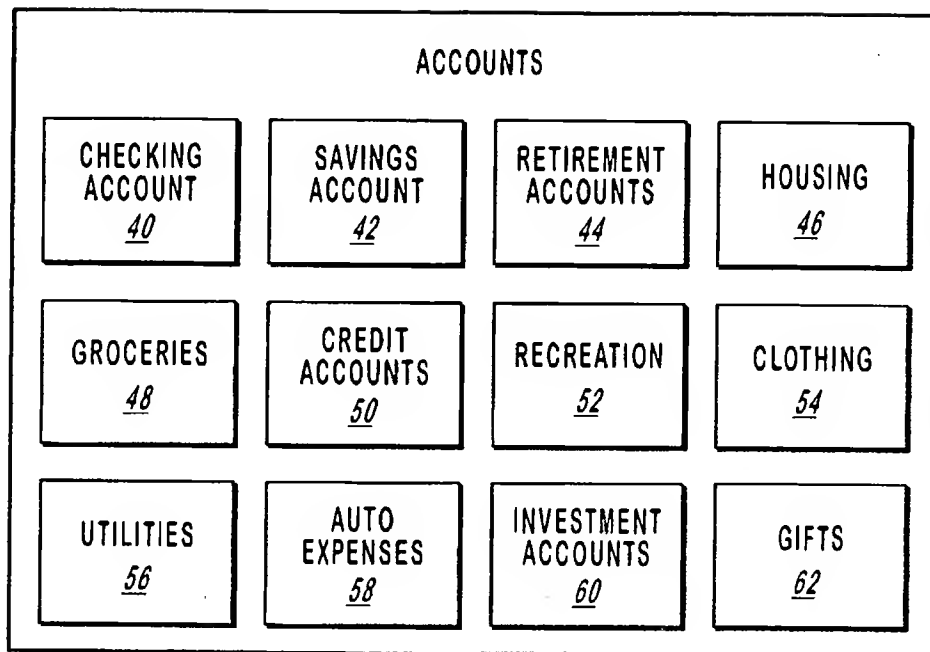 ACCOUNTS
CHECKING
ACCOUNT
40
SAVINGS
ACCOUNT
42
RETIREMENT
ACCOUNTS
44
HOUSING
46
GROCERIES
48
CREDIT
ACCOUNTS
50
RECREATION
52
CLOTHING
54
UTILITIES
56
AUTO
EXPENSES
58
INVESTMENT
ACCOUNTS
60
GIFTS
62